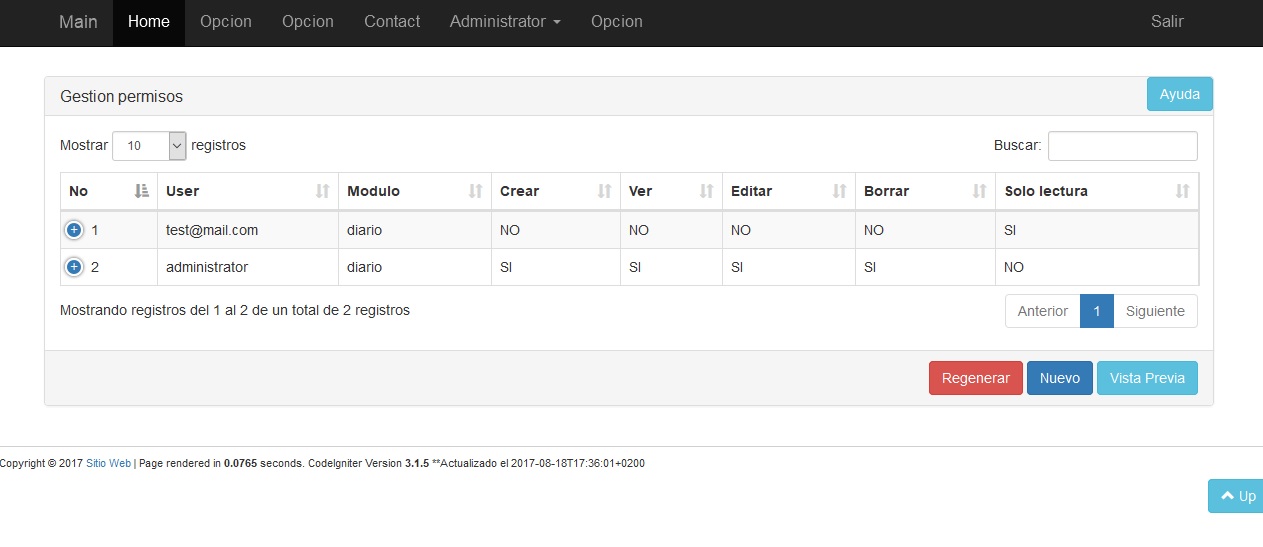 Main Home Opcion Opcion Contact Administrator Opcion Salir
Gestion permisos Ayuda
Mostrar 10 registros Buscar:
No User Modulo Crear Ver Editar Borrar Solo lectura
1 test@mail.com diario NO NO NO NO SI
2 administrator diario SI SI SI SI NO
Mostrando registros del 1 al 2 de un total de 2 registros Anterior 1 Siguiente
Regenerar Nuevo Vista Previa
Copyright © 2017 Sitio Web | Page rendered in 0.0765 seconds. CodeIgniter Version 3.1.5 **Actualizado el 2017-08-18T17:36:01+0200
Up